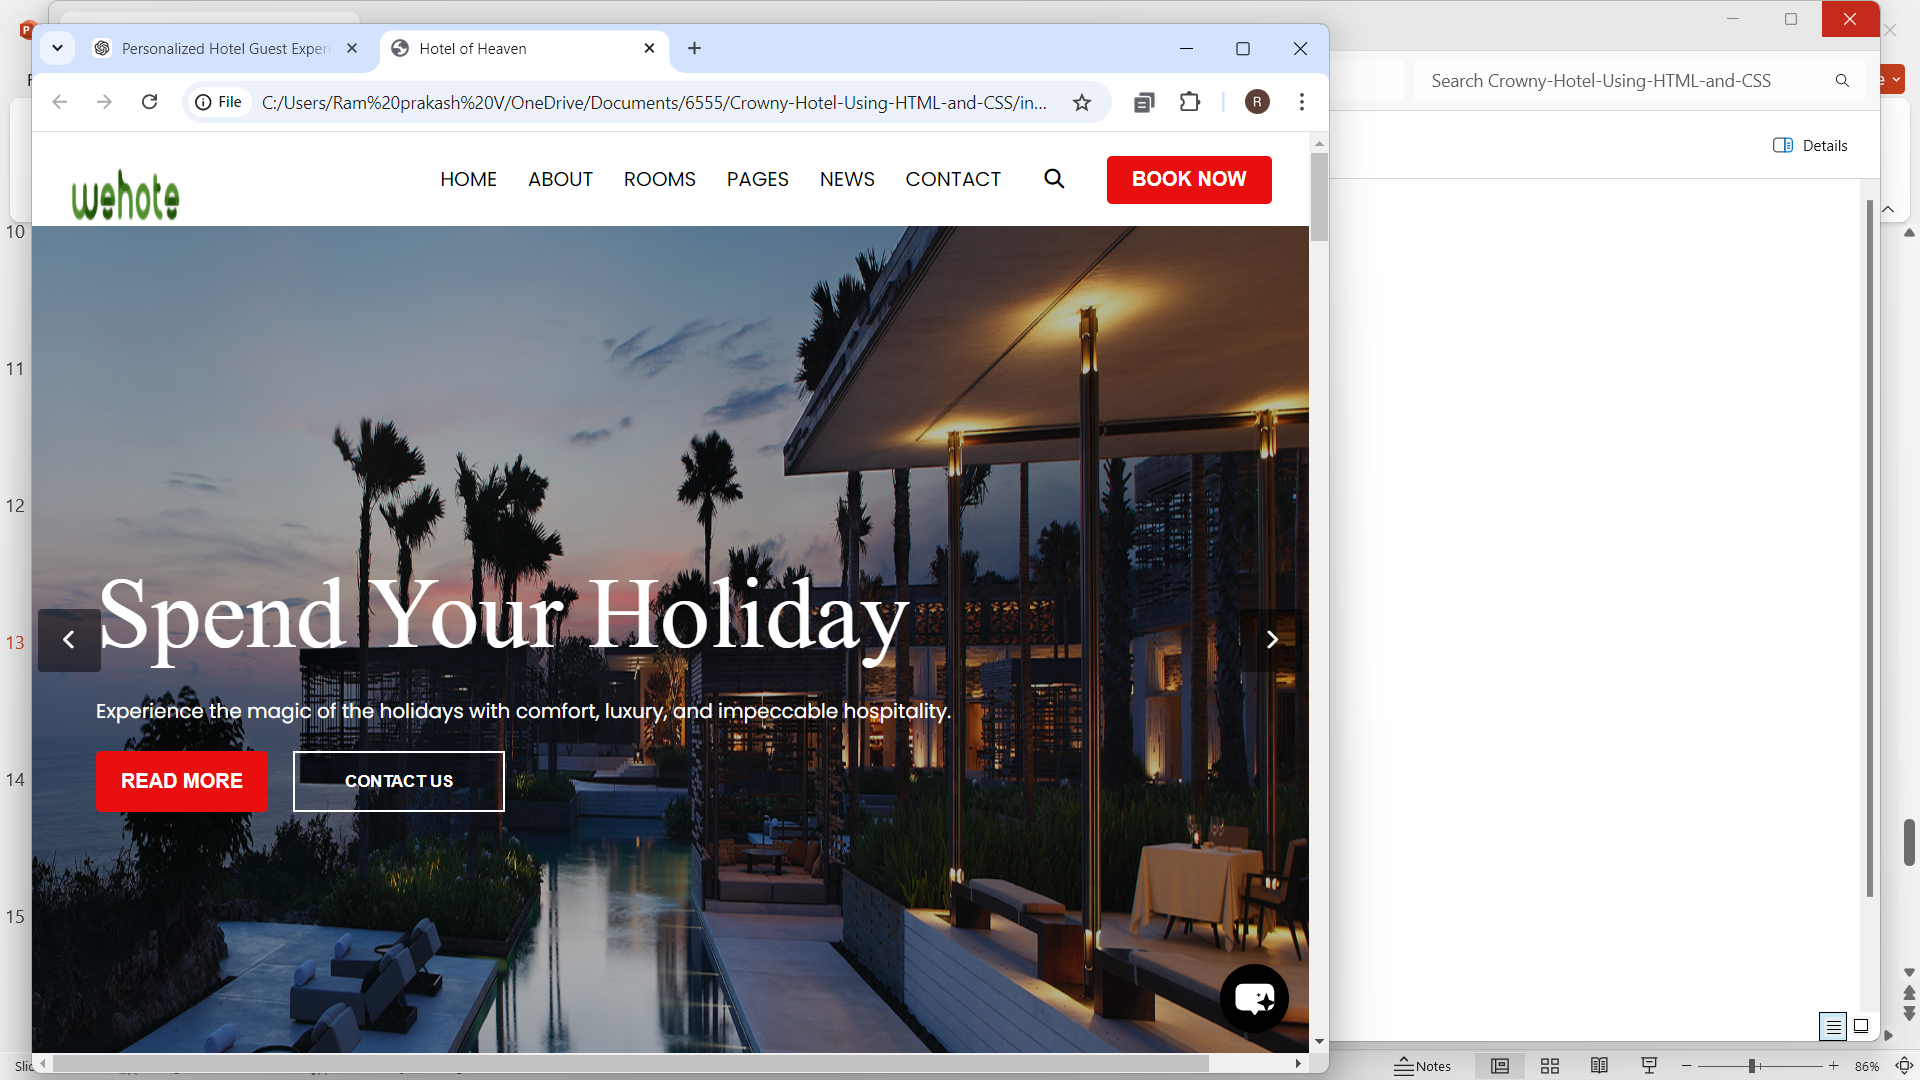 Personalized Hotel Guest Experi
Hotel of Heaven
File
C:/Users/Ram%20prakash%20V/OneDrive/Documents/6555/Crowny-Hotel-Using-HTML-and-CSS/in...
R
Search Crowny-Hotel-Using-HTML-and-CSS
Details
wehote
HOME
ABOUT
ROOMS
PAGES
NEWS
CONTACT
BOOK NOW
10
11
12
13
14
15
Spend Your Holiday
Experience the magic of the holidays with comfort, luxury, and impeccable hospitality.
READ MORE
CONTACT US
Notes
86%